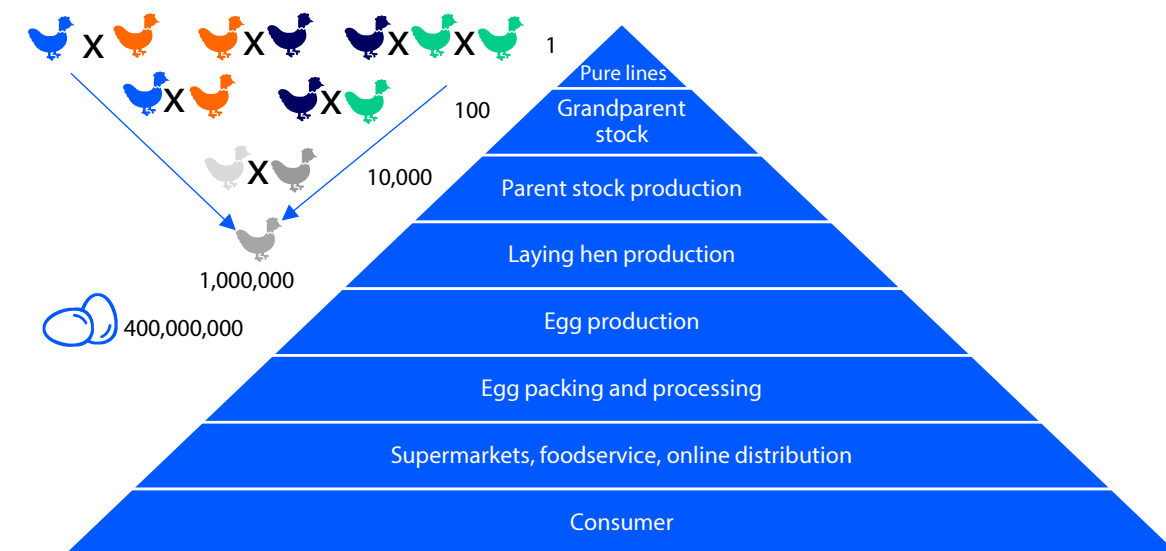 X X X X 1
Pure lines
X X 100
Grandparent
stock
X 10,000
Parent stock production
Laying hen production
1,000,000
Egg production
400,000,000
Egg packing and processing
Supermarkets, foodservice, online distribution
Consumer